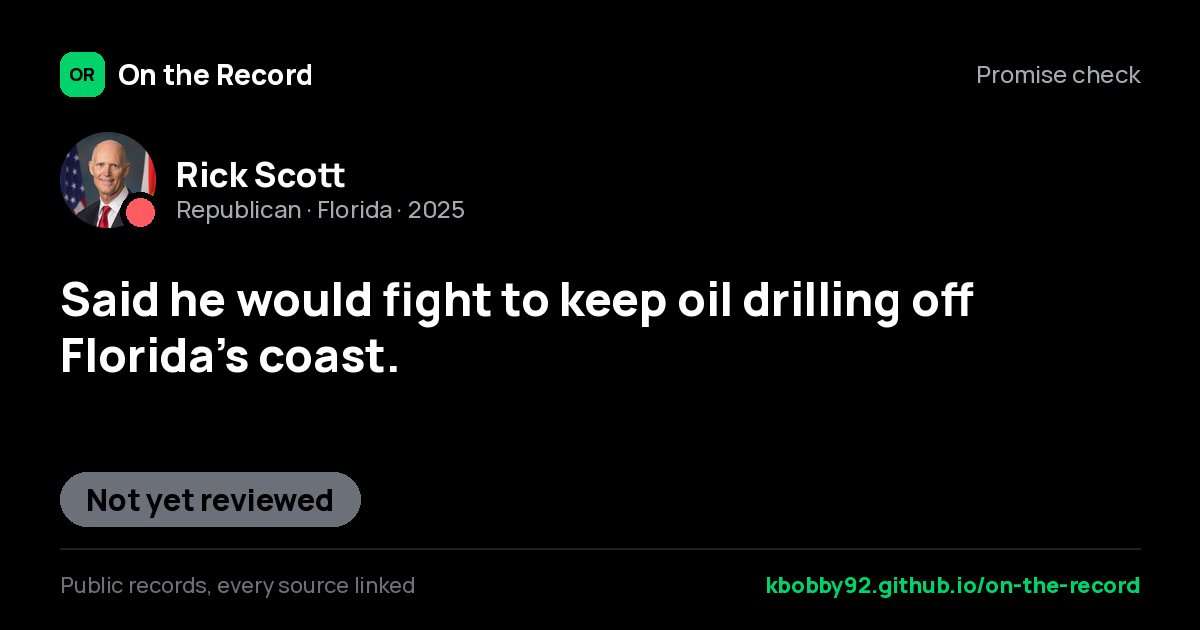 OR On the Record
Promise check
Rick Scott
Republican · Florida · 2025
Said he would fight to keep oil drilling off
Florida’s coast.
Not yet reviewed
Public records, every source linked
kbobby92.github.io/on-the-record